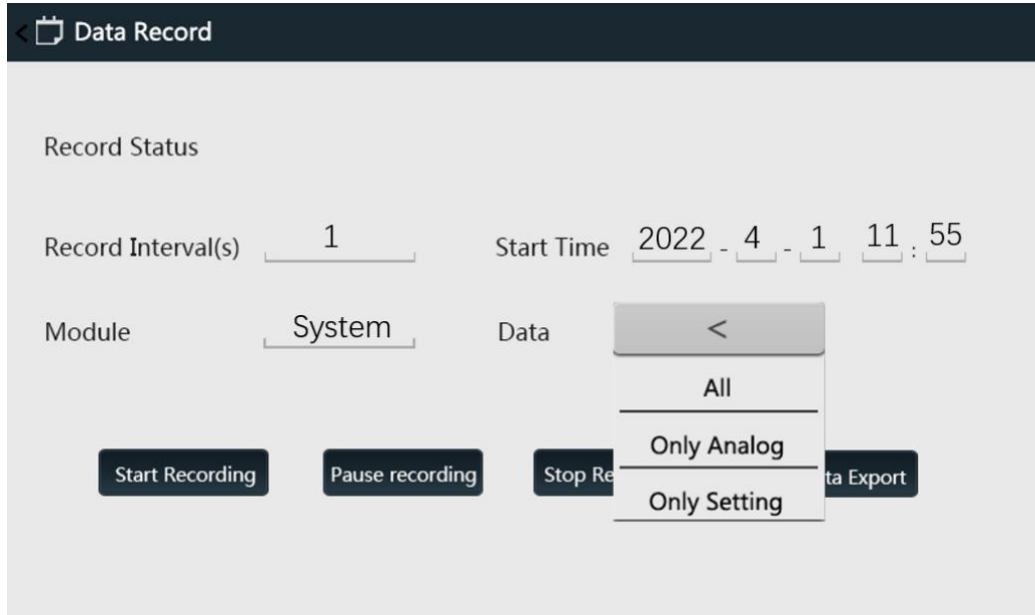 < Data Record
Record Status
Record Interval(s) 1 Start Time 2022 - 4 - 1 11 : 55
Module System Data <
All
Only Analog
Only Setting
Start Recording Pause recording Stop Re ta Export